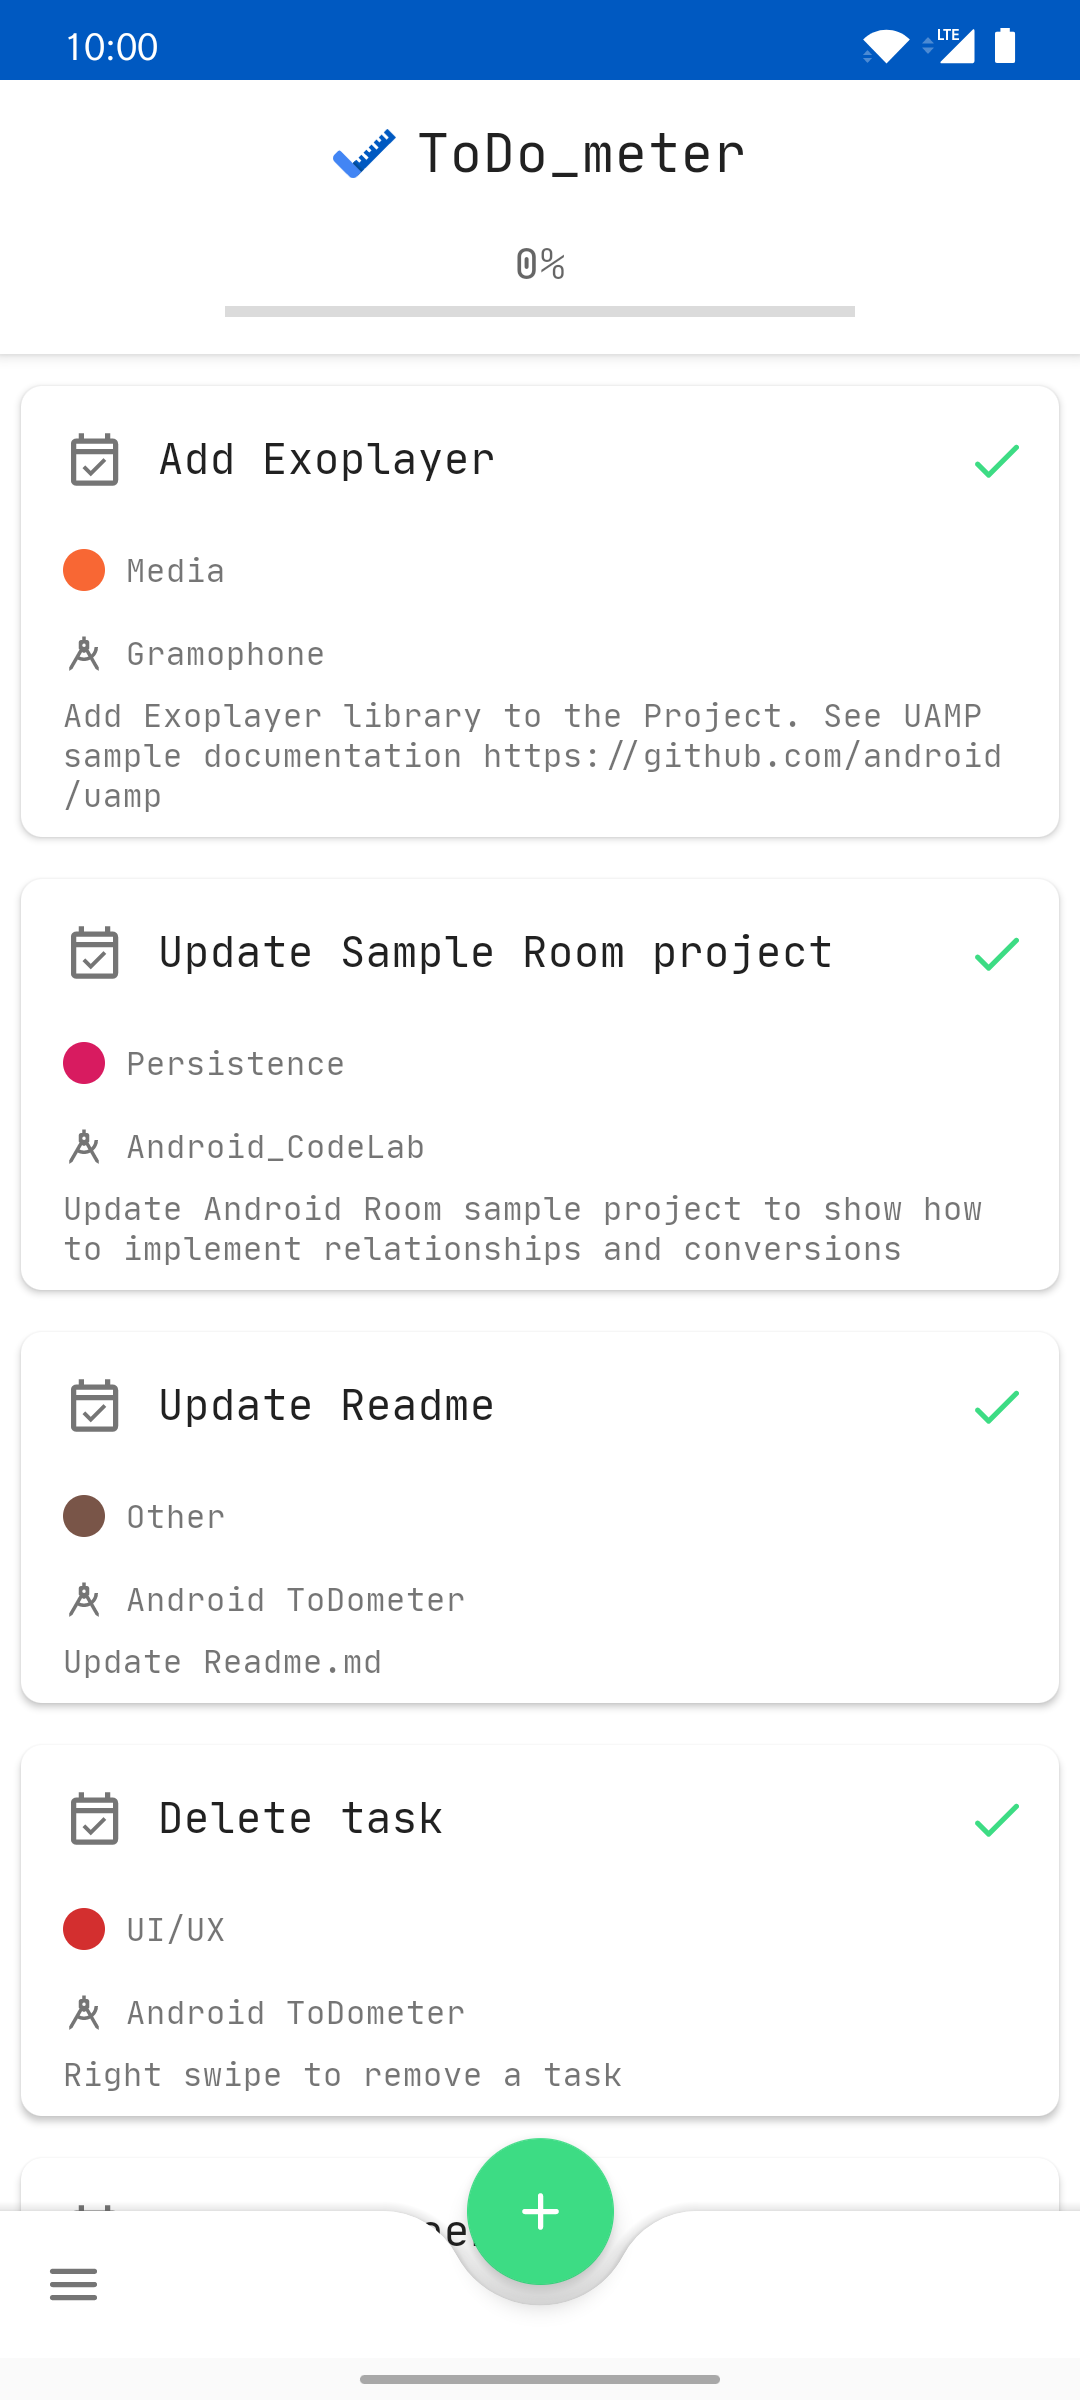 10:00
LTE
ToDo_meter
0%
Add Exoplayer
Media
Gramophone
Add Exoplayer library to the Project. See UAMP
sample documentation https://github.com/android
/uamp
Update Sample Room project
Persistence
Android_CodeLab
Update Android Room sample project to show how
to implement relationships and conversions
Update Readme
Other
Android ToDometer
Update Readme.md
Delete task
UI/UX
Android ToDometer
Right swipe to remove a task